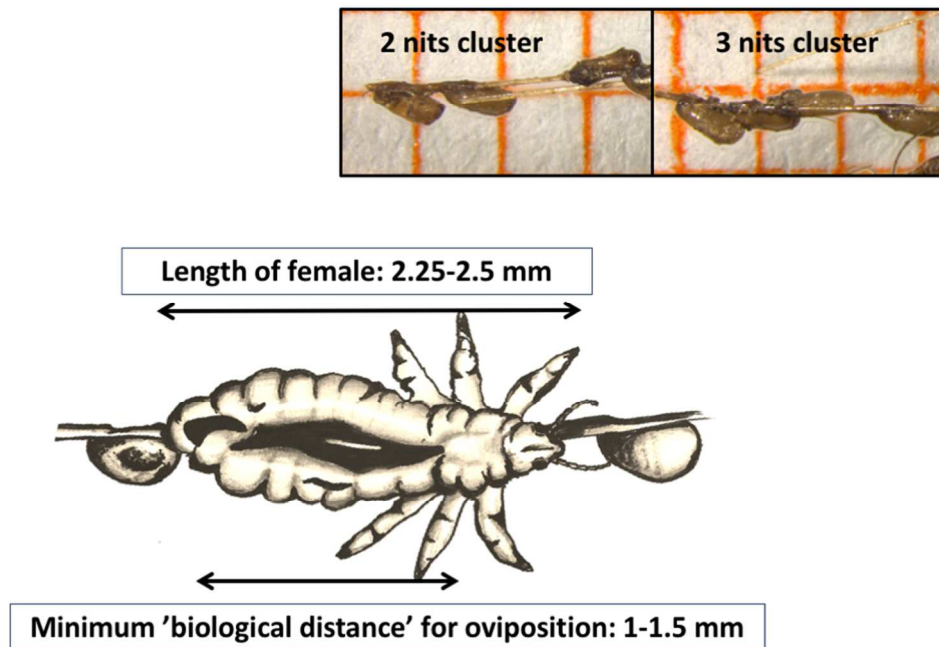 2 nits cluster
3 nits cluster
Length of female: 2.25-2.5 mm
Minimum ’biological distance’ for oviposition: 1-1.5 mm